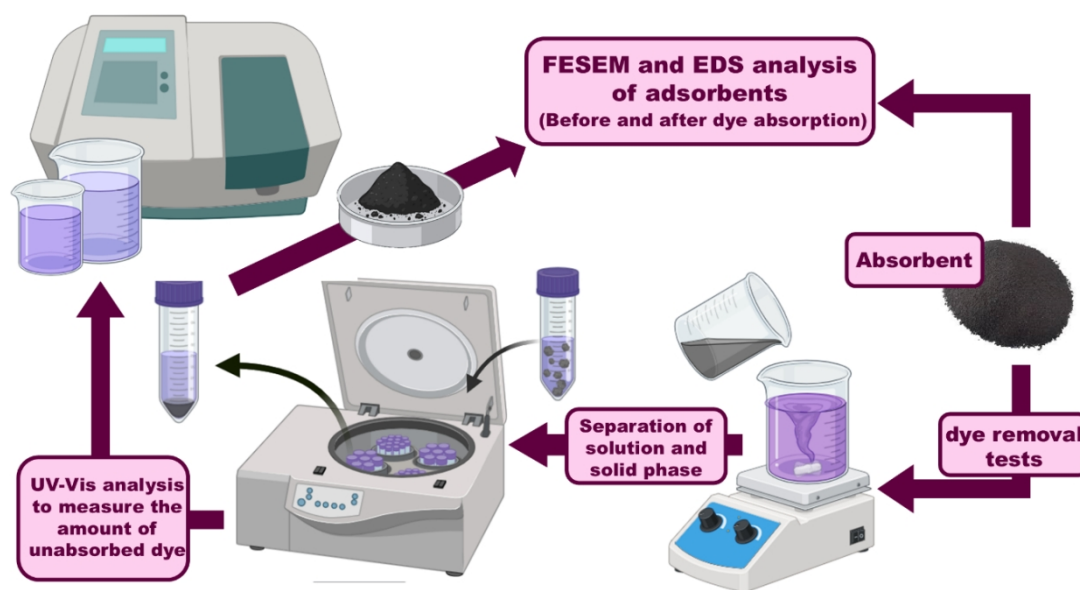 FESEM and EDS analysis
of adsorbents
(Before and after dye absorption)
Absorbent
dye removal
tests
Separation of
solution and
solid phase
UV-Vis analysis
to measure the
amount of
unabsorbed dye